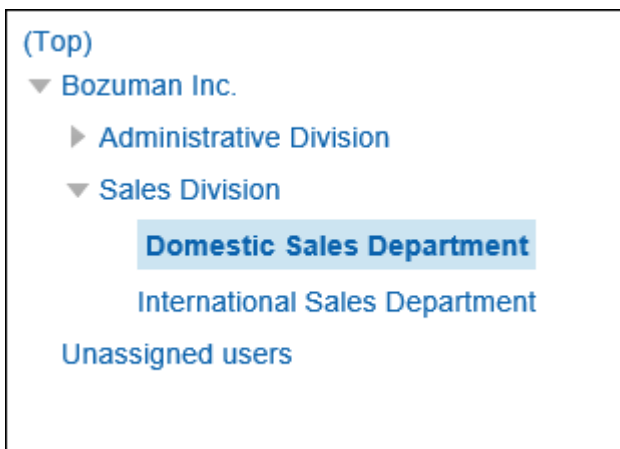 (Top)
Bozuman Inc.
Administrative Division
Sales Division
Domestic Sales Department
International Sales Department
Unassigned users